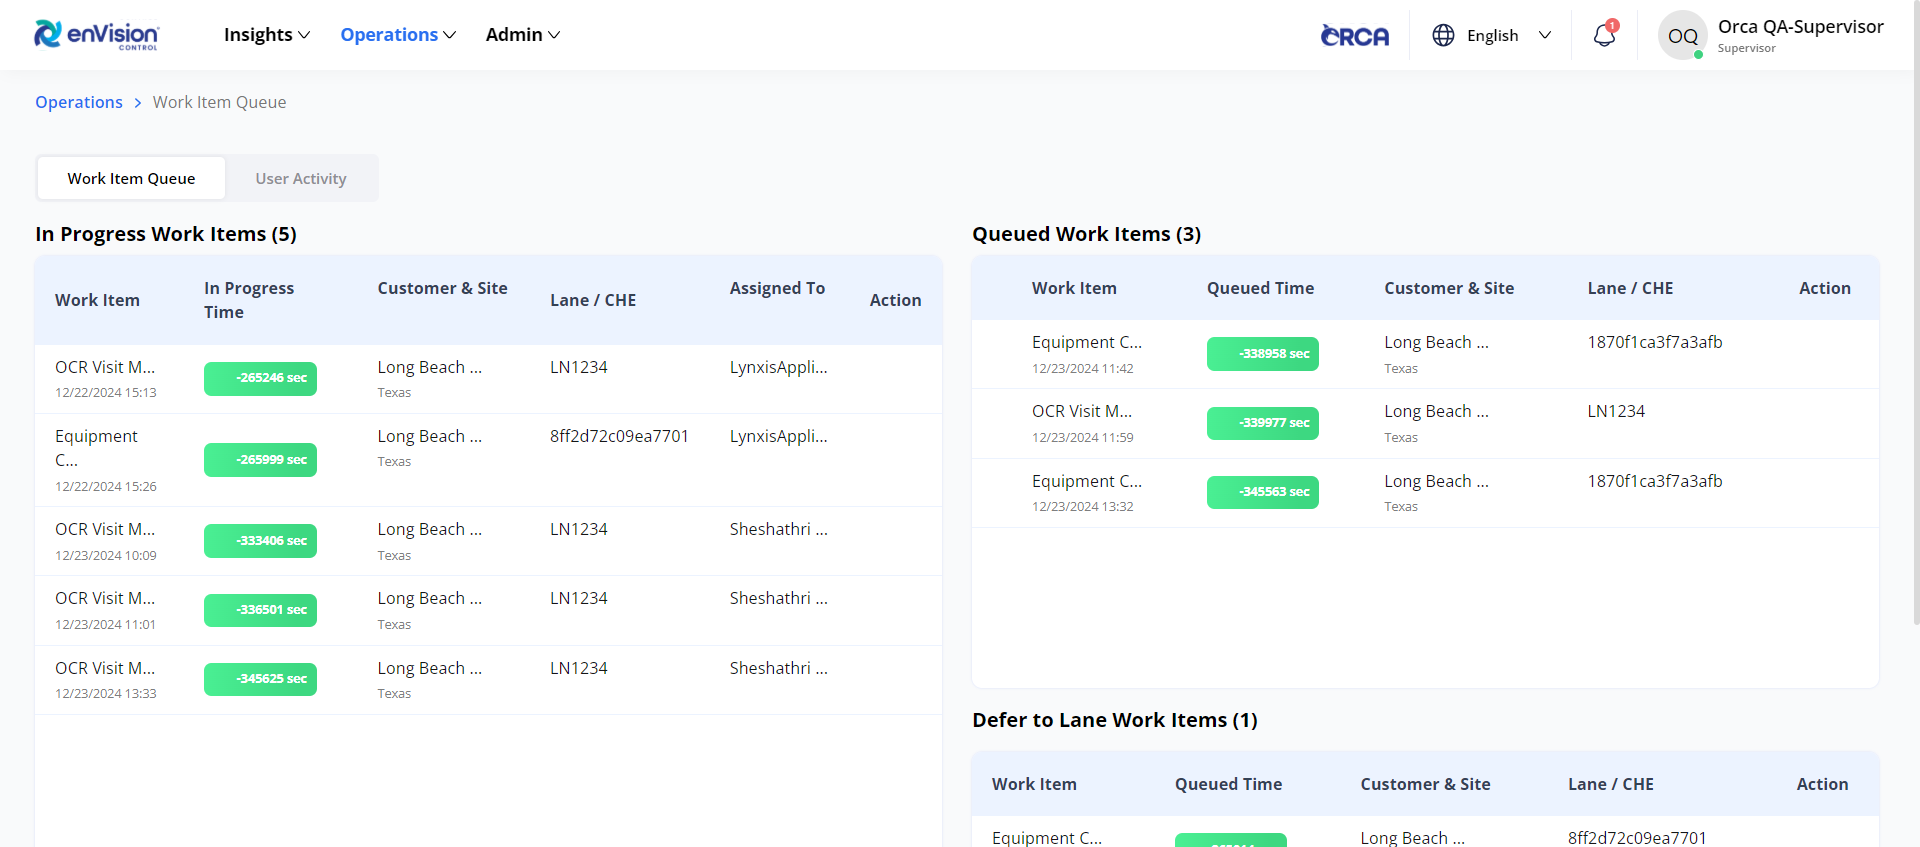 enVision
CONTROL
Insights
Operations
Admin
ORCA
English
1
OQ
Orca QA-Supervisor
Supervisor
Operations > Work Item Queue
Work Item Queue
User Activity
In Progress Work Items (5)
Work Item
In Progress
Time
Customer & Site
Lane / CHE
Assigned To
Action
OCR Visit M...
12/22/2024 15:13
-265246 sec
Long Beach ...
Texas
LN1234
LynxisAppli...
Equipment
C...
12/22/2024 15:26
-265999 sec
Long Beach ...
Texas
8ff2d72c09ea7701
LynxisAppli...
OCR Visit M...
12/23/2024 10:09
-333406 sec
Long Beach ...
Texas
LN1234
Sheshathri ...
OCR Visit M...
12/23/2024 11:01
-336501 sec
Long Beach ...
Texas
LN1234
Sheshathri ...
OCR Visit M...
12/23/2024 13:33
-345625 sec
Long Beach ...
Texas
LN1234
Sheshathri ...
Queued Work Items (3)
Work Item
Queued Time
Customer & Site
Lane / CHE
Action
Equipment C...
12/23/2024 11:42
-338958 sec
Long Beach ...
Texas
1870f1ca3f7a3afb
OCR Visit M...
12/23/2024 11:59
-339977 sec
Long Beach ...
Texas
LN1234
Equipment C...
12/23/2024 13:32
-345563 sec
Long Beach ...
Texas
1870f1ca3f7a3afb
Defer to Lane Work Items (1)
Work Item
Queued Time
Customer & Site
Lane / CHE
Action
Equipment C...
Long Beach ...
8ff2d72c09ea7701